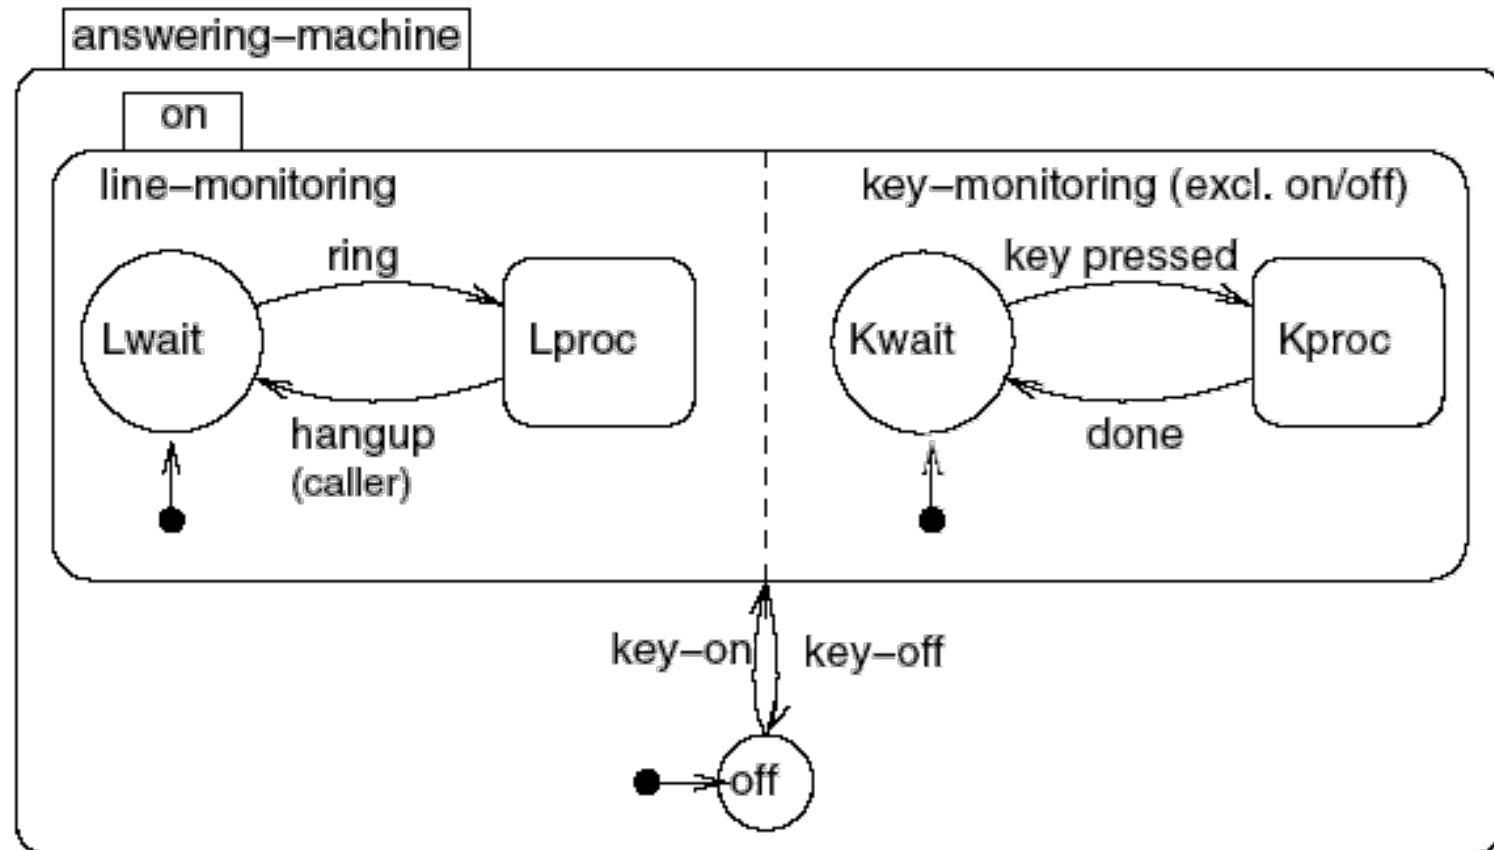 answering–machine
on
line–monitoring
key–monitoring (excl. on/off)
ring
key pressed
Lwait
Lproc
Kwait
Kproc
hangup
(caller)
done
key–on
key–off
off